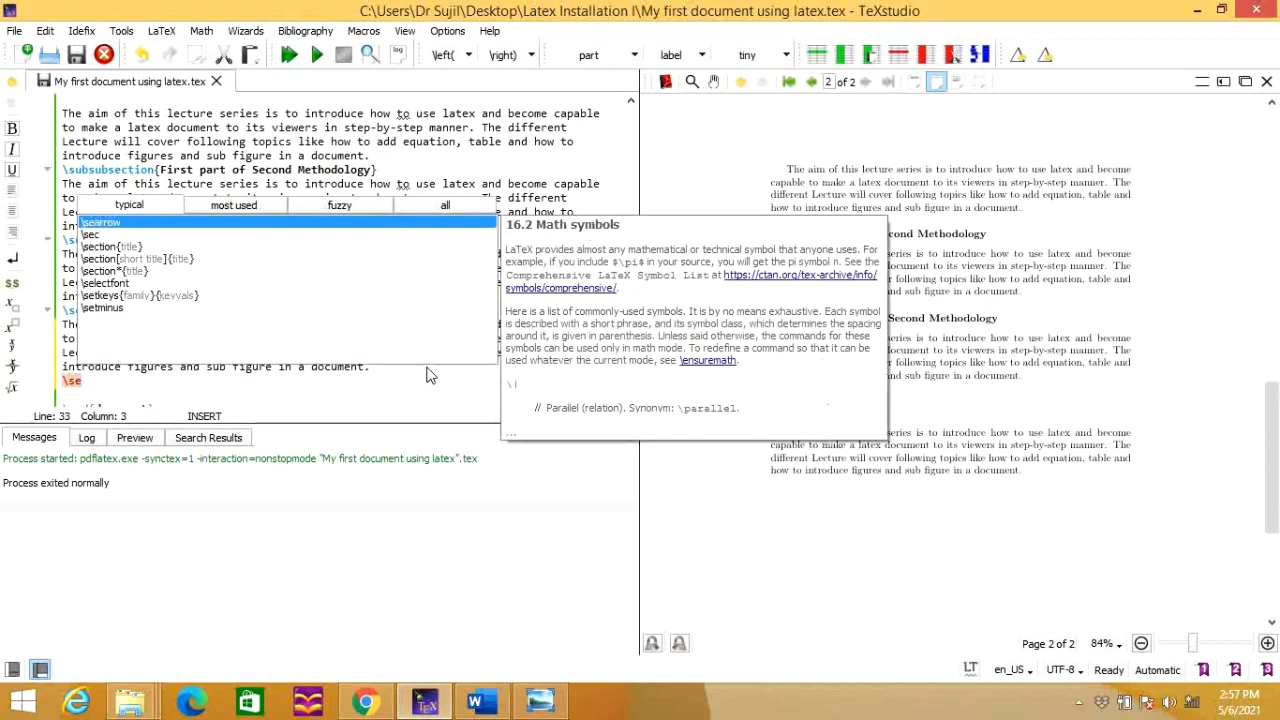 C:\Users\Dr Sujil\Desktop\Latex Installation I\My first document using latex.tex - TeXstudio
File Edit Idefix Tools LaTeX Math Wizards Bibliography Macros View Options Help
left( right) part label tiny
My first document using latex.tex
2 of 2
The aim of this lecture series is to introduce how to use latex and become capable
to make a latex document to its viewers in step-by-step manner. The different
Lecture will cover following topics like how to add equation, table and how to
introduce figures and sub figure in a document.
\subsubsection{First part of Second Methodology}
The aim of this lecture series is to introduce how to use latex and become capable
typical most used fuzzy all
\searrow
\sec
\section{title}
\section[short title]{title}
\section*{title}
\selectfont
\setkeys{family}{keyvals}
\setminus
introduce figures and sub figure in a document.
\se
16.2 Math symbols
LaTeX provides almost any mathematical or technical symbol that anyone uses. For
example, if you include $\pi$ in your source, you will get the pi symbol π. See the
Comprehensive LaTeX Symbol List at https://ctan.org/tex-archive/info/
symbols/comprehensive/.
Here is a list of commonly-used symbols. It is by no means exhaustive. Each symbol
is described with a short phrase, and its symbol class, which determines the spacing
around it, is given in parenthesis. Unless said otherwise, the commands for these
symbols can be used only in math mode. To redefine a command so that it can be
used whatever the current mode, see \ensuremath.
\|
// Parallel (relation). Synonym: \parallel.
...
The aim of this lecture series is to introduce how to use latex and become
capable to make a latex document to its viewers in step-by-step manner. The
different Lecture will cover following topics like how to add equation, table and
how to introduce figures and sub figure in a document.
cond Methodology
series is to introduce how to use latex and become
document to its viewers in step-by-step manner. The
following topics like how to add equation, table and
and sub figure in a document.
Second Methodology
series is to introduce how to use latex and become
document to its viewers in step-by-step manner. The
following topics like how to add equation, table and
and sub figure in a document.
series is to introduce how to use latex and become
capable to make a latex document to its viewers in step-by-step manner. The
different Lecture will cover following topics like how to add equation, table and
how to introduce figures and sub figure in a document.
Line: 33 Column: 3 INSERT
Messages Log Preview Search Results
Process started: pdflatex.exe -synctex=1 -interaction=nonstopmode "My first document using latex".tex
Process exited normally
Page 2 of 2 84%
LT en_US UTF-8 Ready Automatic 1 2 3
2:57 PM
5/6/2021